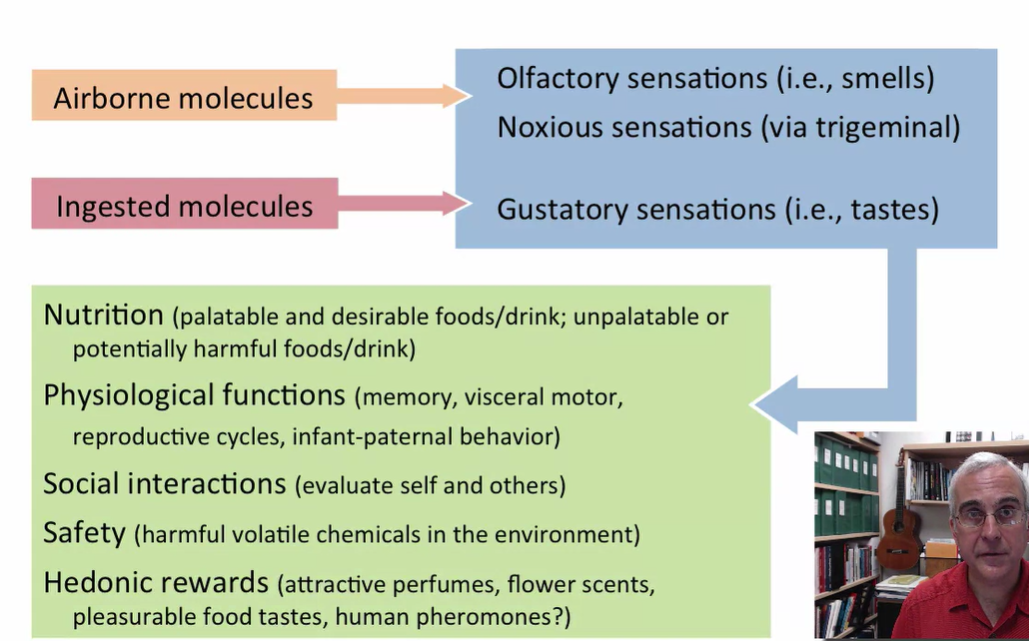 Airborne molecules
Olfactory sensations (i.e., smells)
Noxious sensations (via trigeminal)
Ingested molecules
Gustatory sensations (i.e., tastes)
Nutrition (palatable and desirable foods/drink; unpalatable or
potentially harmful foods/drink)
Physiological functions (memory, visceral motor,
reproductive cycles, infant-paternal behavior)
Social interactions (evaluate self and others)
Safety (harmful volatile chemicals in the environment)
Hedonic rewards (attractive perfumes, flower scents,
pleasurable food tastes, human pheromones?)